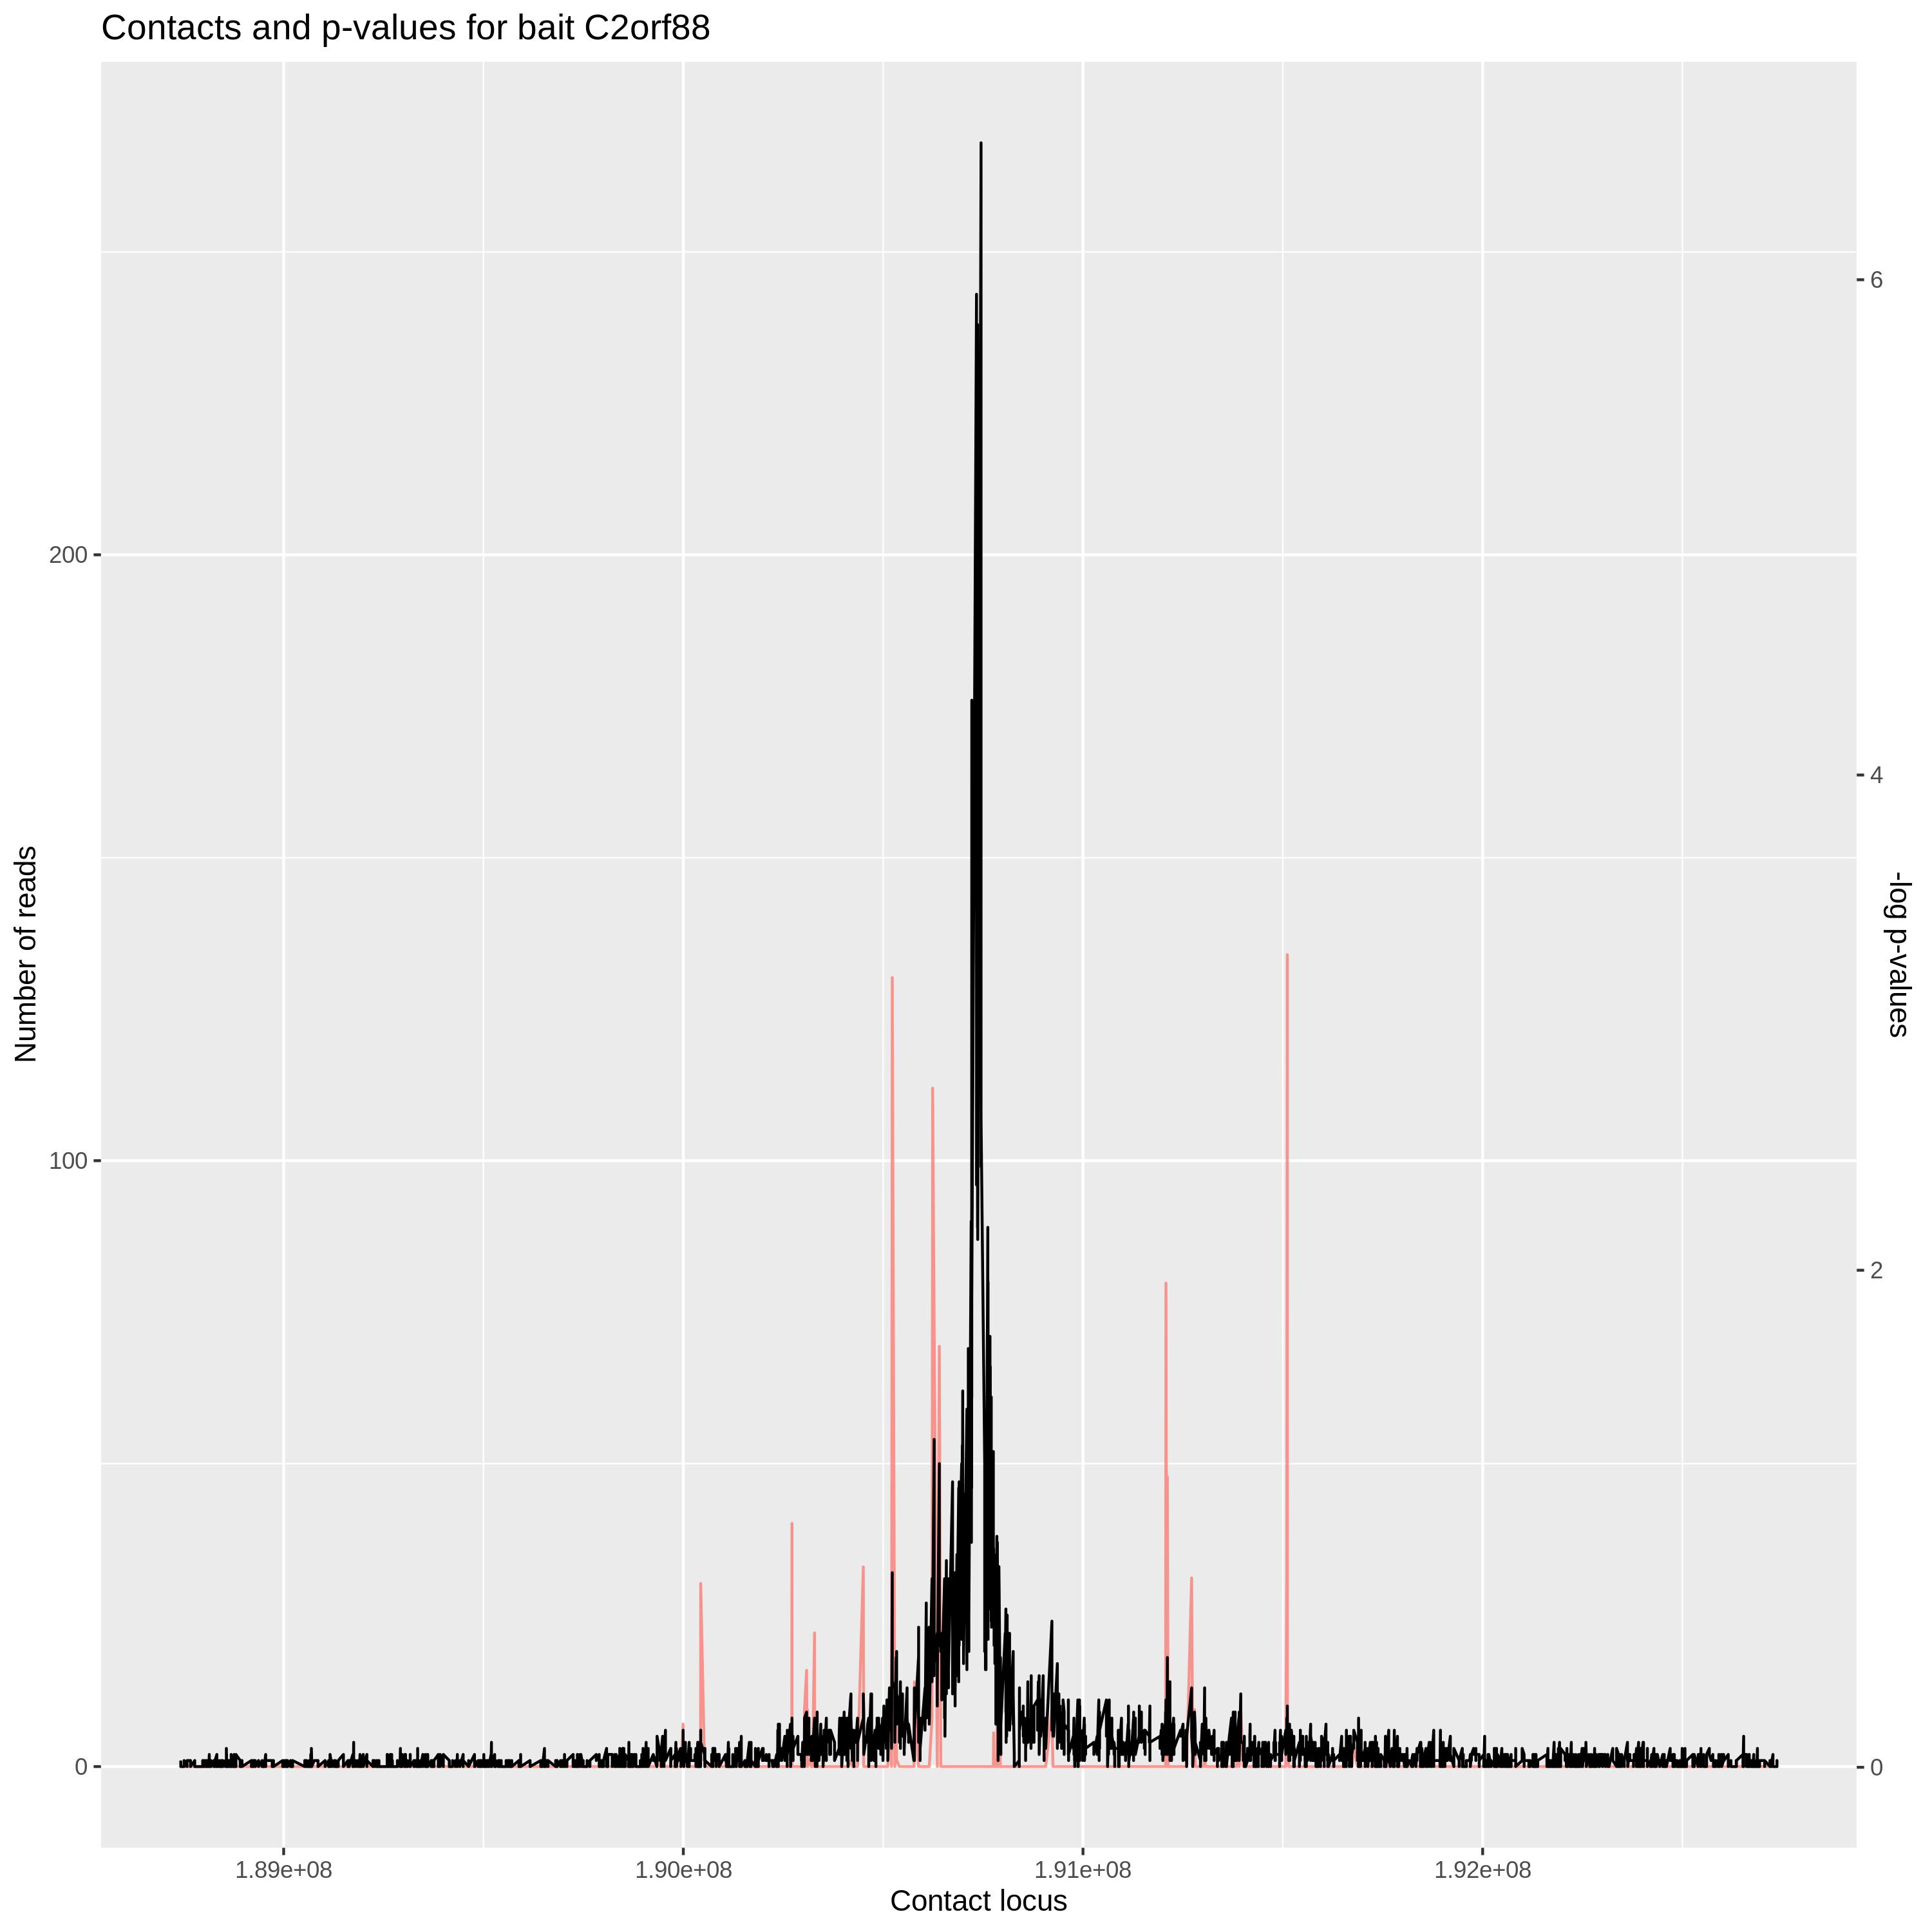 Contacts and p-values for bait C2orf88
Number of reads
200
100
0
6
4
2
0
-log p-values
1.89e+08 1.90e+08 1.91e+08 1.92e+08
Contact locus